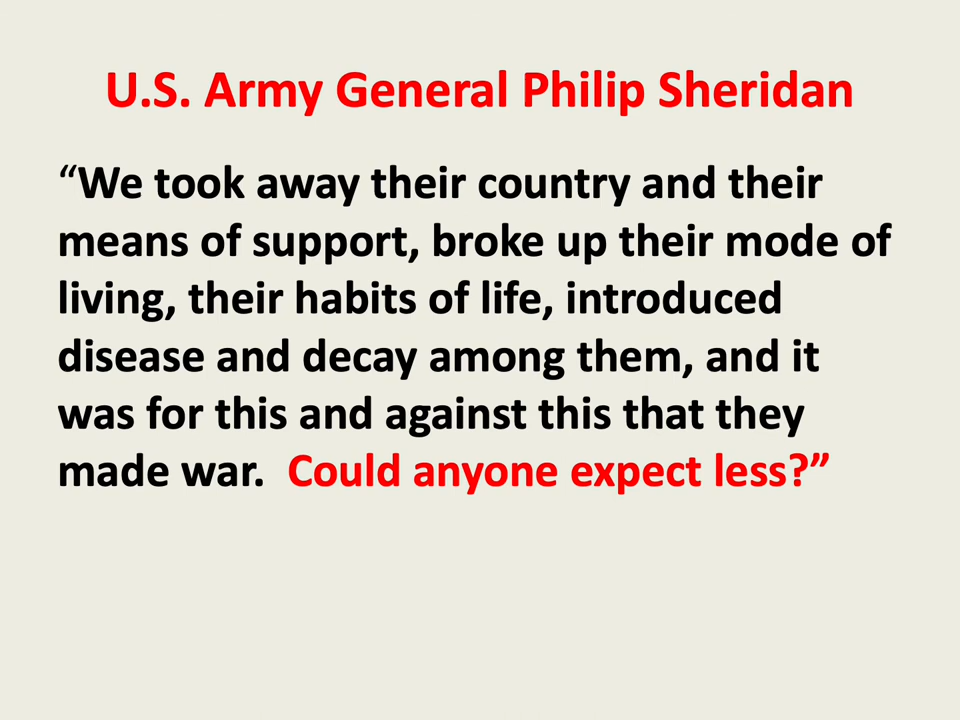 U.S. Army General Philip Sheridan
“We took away their country and their
means of support, broke up their mode of
living, their habits of life, introduced
disease and decay among them, and it
was for this and against this that they
made war.  Could anyone expect less?”